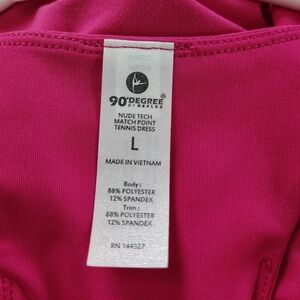 90°DEGREE
BY REFLEX
NUDE TECH
MATCH POINT
TENNIS DRESS
L
MADE IN VIETNAM
Body :
88% POLYESTER
12% SPANDEX
Trim :
88% POLYESTER
12% SPANDEX
RN 144527